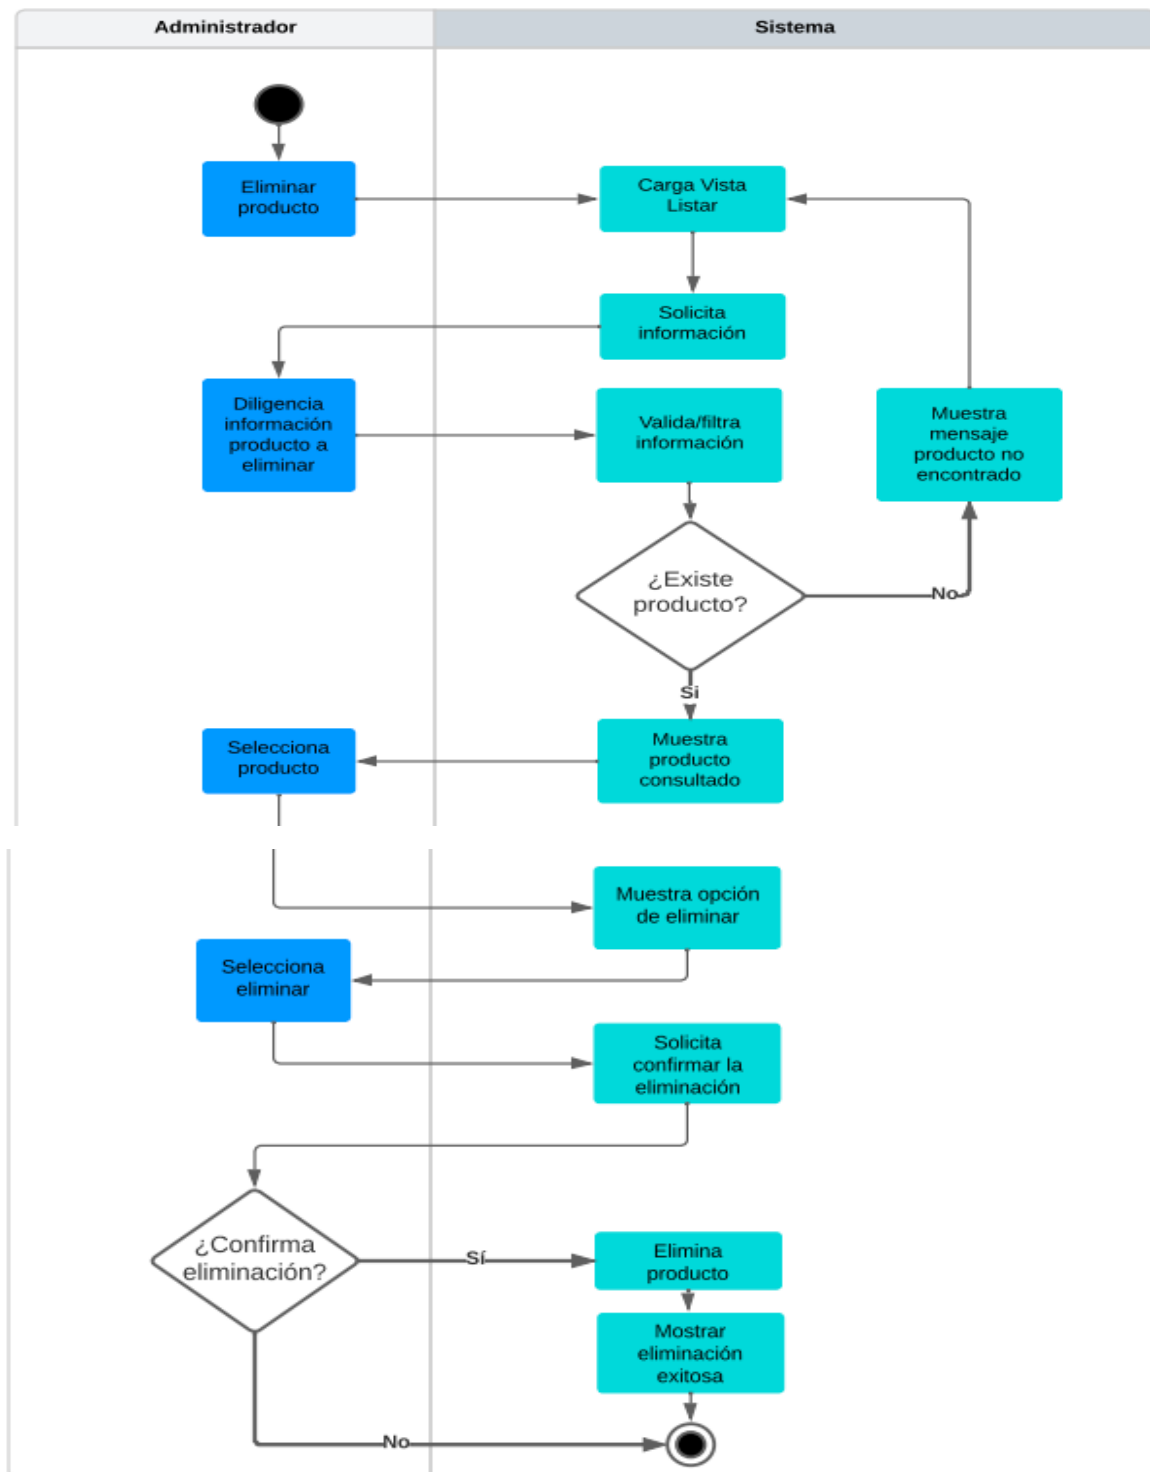 Administrador
Sistema
Eliminar
producto
Carga Vista
Listar
Solicita
información
Diligencia
información
producto a
eliminar
Valida/filtra
información
Muestra
mensaje
producto no
encontrado
¿Existe
producto?
No
Si
Selecciona
producto
Muestra
producto
consultado
Muestra opción
de eliminar
Selecciona
eliminar
Solicita
confirmar la
eliminación
¿Confirma
eliminación?
Sí
Elimina
producto
Mostrar
eliminación
exitosa
No